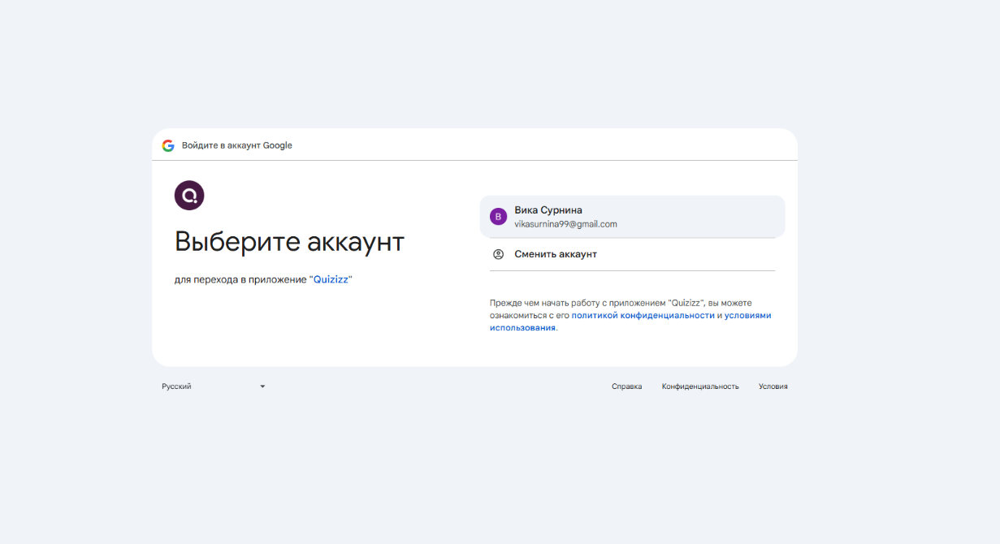 Войдите в аккаунт Google
Выберите аккаунт
для перехода в приложение "Quizizz"
В
Вика Сурнина
vikasurnina99@gmail.com
Сменить аккаунт
Прежде чем начать работу с приложением "Quizizz", вы можете
ознакомиться с его политикой конфиденциальности и условиями
использования.
Русский
Справка Конфиденциальность Условия